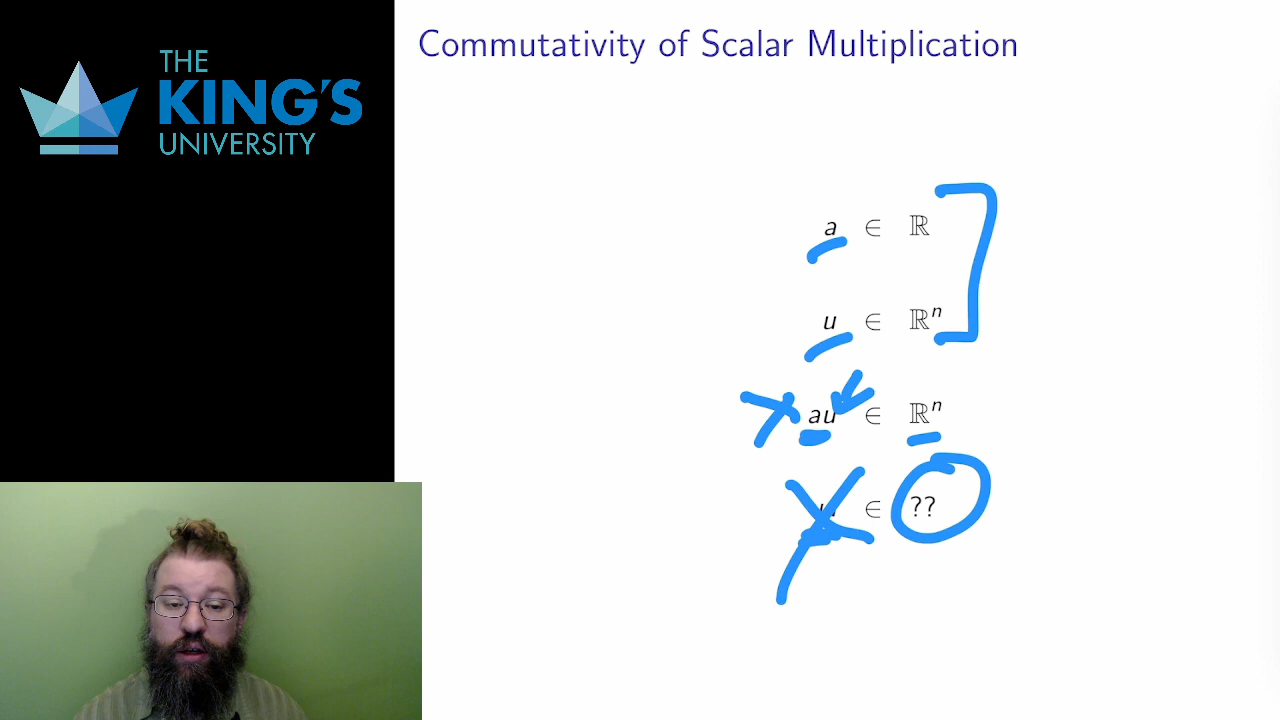 THE
KING'S
UNIVERSITY
Commutativity of Scalar Multiplication
a ∈ ℝ
u ∈ ℝⁿ
au ∈ ℝⁿ
∈ ??